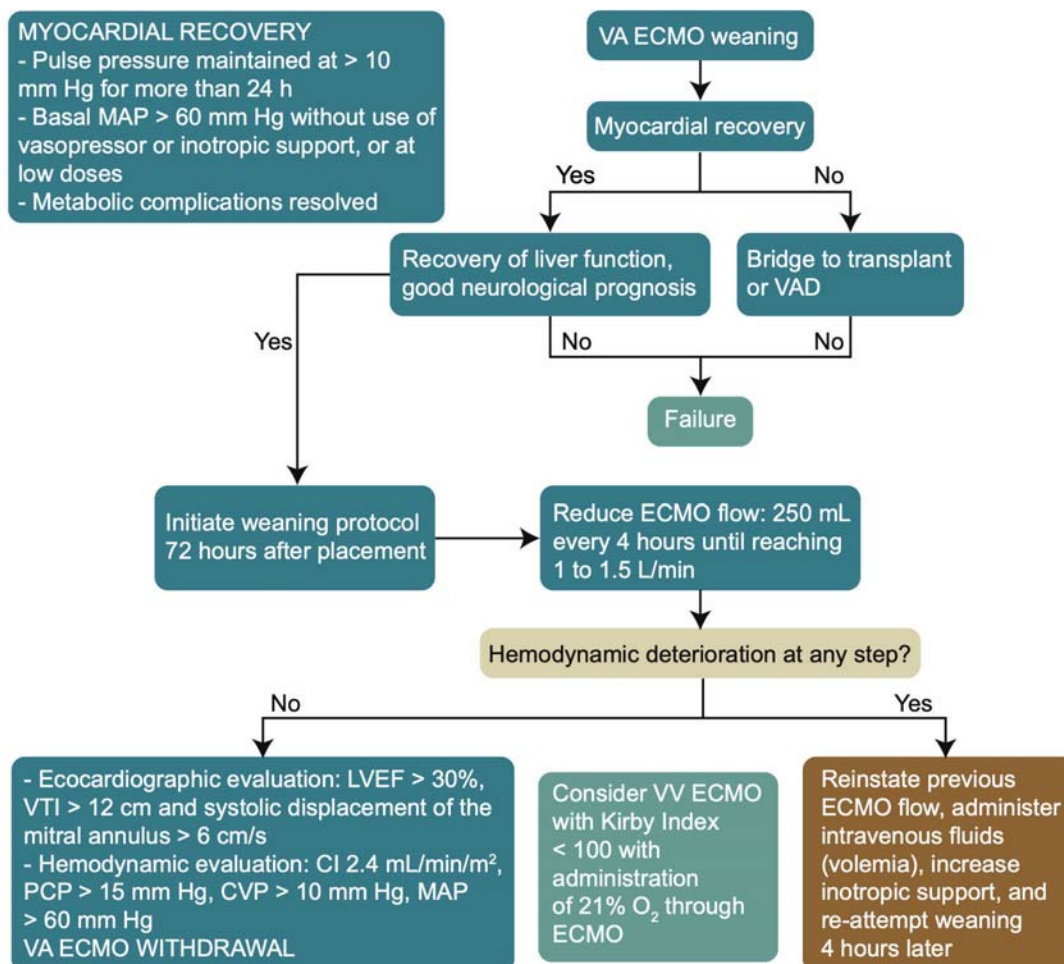 MYOCARDIAL RECOVERY
- Pulse pressure maintained at > 10
mm Hg for more than 24 h
- Basal MAP > 60 mm Hg without use of
vasopressor or inotropic support, or at
low doses
- Metabolic complications resolved
VA ECMO weaning
Myocardial recovery
Yes
No
Recovery of liver function,
good neurological prognosis
Bridge to transplant
or VAD
Yes
No
No
Failure
Initiate weaning protocol
72 hours after placement
Reduce ECMO flow: 250 mL
every 4 hours until reaching
1 to 1.5 L/min
Hemodynamic deterioration at any step?
No
Yes
- Ecocardiographic evaluation: LVEF > 30%,
VTI > 12 cm and systolic displacement of the
mitral annulus > 6 cm/s
- Hemodynamic evaluation: CI 2.4 mL/min/m²,
PCP > 15 mm Hg, CVP > 10 mm Hg, MAP
> 60 mm Hg
VA ECMO WITHDRAWAL
Consider VV ECMO
with Kirby Index
< 100 with
administration
of 21% O₂ through
ECMO
Reinstate previous
ECMO flow, administer
intravenous fluids
(volemia), increase
inotropic support, and
re-attempt weaning
4 hours later